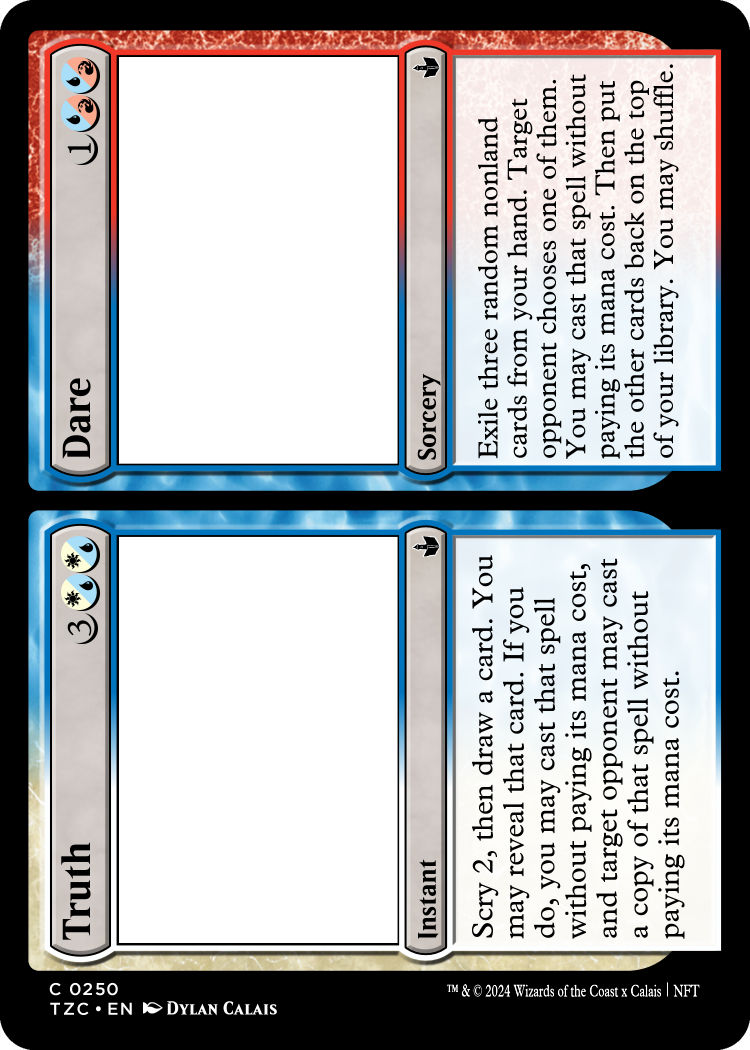 Truth 3
Instant
Scry 2, then draw a card. You
may reveal that card. If you
do, you may cast that spell
without paying its mana cost,
and target opponent may cast
a copy of that spell without
paying its mana cost.
Dare 1
Sorcery
Exile three random nonland
cards from your hand. Target
opponent chooses one of them.
You may cast that spell without
paying its mana cost. Then put
the other cards back on the top
of your library. You may shuffle.
C 0250
TZC • EN Dylan Calais
™ & © 2024 Wizards of the Coast x Calais | NFT